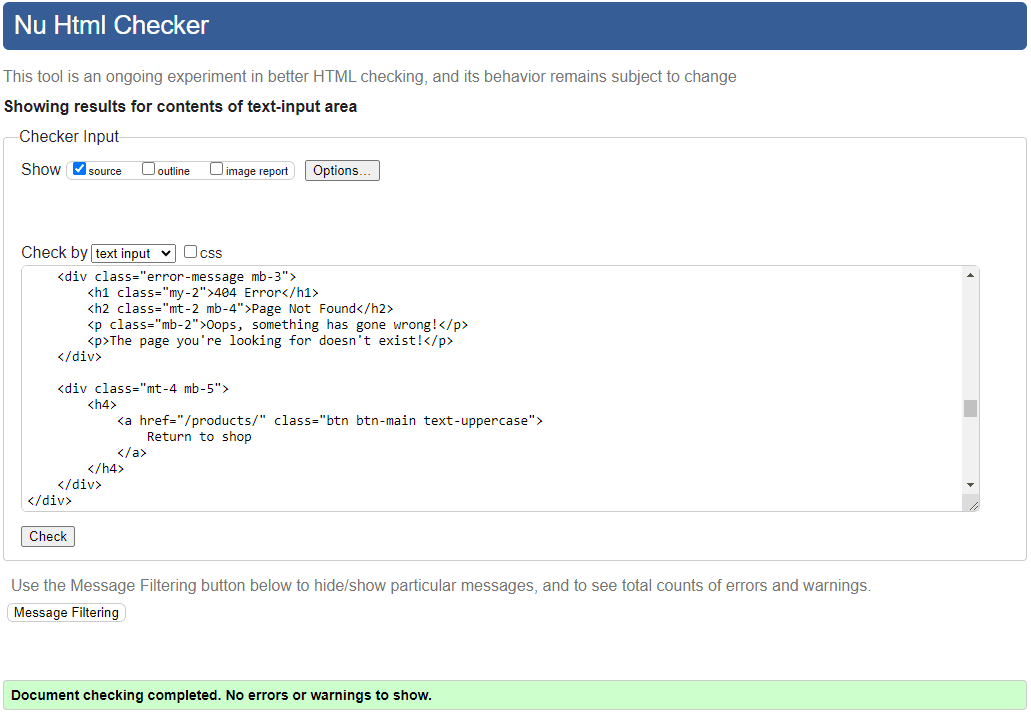 Nu Html Checker
This tool is an ongoing experiment in better HTML checking, and its behavior remains subject to change
Showing results for contents of text-input area
Checker Input
Show source outline image report Options...
Check by text input css
<div class="error-message mb-3">
<h1 class="my-2">404 Error</h1>
<h2 class="mt-2 mb-4">Page Not Found</h2>
<p class="mb-2">Oops, something has gone wrong!</p>
<p>The page you're looking for doesn't exist!</p>
</div>
<div class="mt-4 mb-5">
<h4>
<a href="/products/" class="btn btn-main text-uppercase">
Return to shop
</a>
</h4>
</div>
</div>
Check
Use the Message Filtering button below to hide/show particular messages, and to see total counts of errors and warnings.
Message Filtering
Document checking completed. No errors or warnings to show.